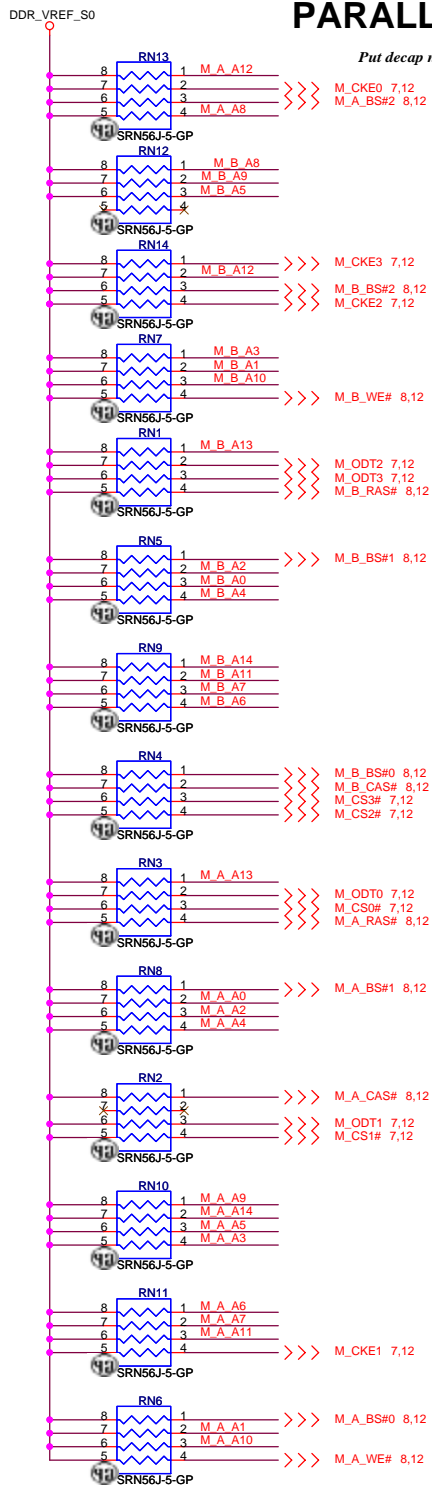 DDR_VREF_S0
PARALL
Put decap n
RN13
8 1 M_A_A12
7 2 M_CKE0 7,12
6 3 M_A_BS#2 8,12
5 4 M_A_A8
SRN56J-5-GP
RN12
8 1 M_B_A8
7 2 M_B_A9
6 3 M_B_A5
5 4
SRN56J-5-GP
RN14
8 1 M_CKE3 7,12
7 2 M_B_A12
6 3 M_B_BS#2 8,12
5 4 M_CKE2 7,12
SRN56J-5-GP
RN7
8 1 M_B_A3
7 2 M_B_A1
6 3 M_B_A10
5 4 M_B_WE# 8,12
SRN56J-5-GP
RN1
8 1 M_B_A13
7 2 M_ODT2 7,12
6 3 M_ODT3 7,12
5 4 M_B_RAS# 8,12
SRN56J-5-GP
RN5
8 1 M_B_BS#1 8,12
7 2 M_B_A2
6 3 M_B_A0
5 4 M_B_A4
SRN56J-5-GP
RN9
8 1 M_B_A14
7 2 M_B_A11
6 3 M_B_A7
5 4 M_B_A6
SRN56J-5-GP
RN4
8 1 M_B_BS#0 8,12
7 2 M_B_CAS# 8,12
6 3 M_CS3# 7,12
5 4 M_CS2# 7,12
SRN56J-5-GP
RN3
8 1 M_A_A13
7 2 M_ODT0 7,12
6 3 M_CS0# 7,12
5 4 M_A_RAS# 8,12
SRN56J-5-GP
RN8
8 1 M_A_BS#1 8,12
7 2 M_A_A0
6 3 M_A_A2
5 4 M_A_A4
SRN56J-5-GP
RN2
8 1 M_A_CAS# 8,12
7 2
6 3 M_ODT1 7,12
5 4 M_CS1# 7,12
SRN56J-5-GP
RN10
8 1 M_A_A9
7 2 M_A_A14
6 3 M_A_A5
5 4 M_A_A3
SRN56J-5-GP
RN11
8 1 M_A_A6
7 2 M_A_A7
6 3 M_A_A11
5 4 M_CKE1 7,12
SRN56J-5-GP
RN6
8 1 M_A_BS#0 8,12
7 2 M_A_A1
6 3 M_A_A10
5 4 M_A_WE# 8,12
SRN56J-5-GP